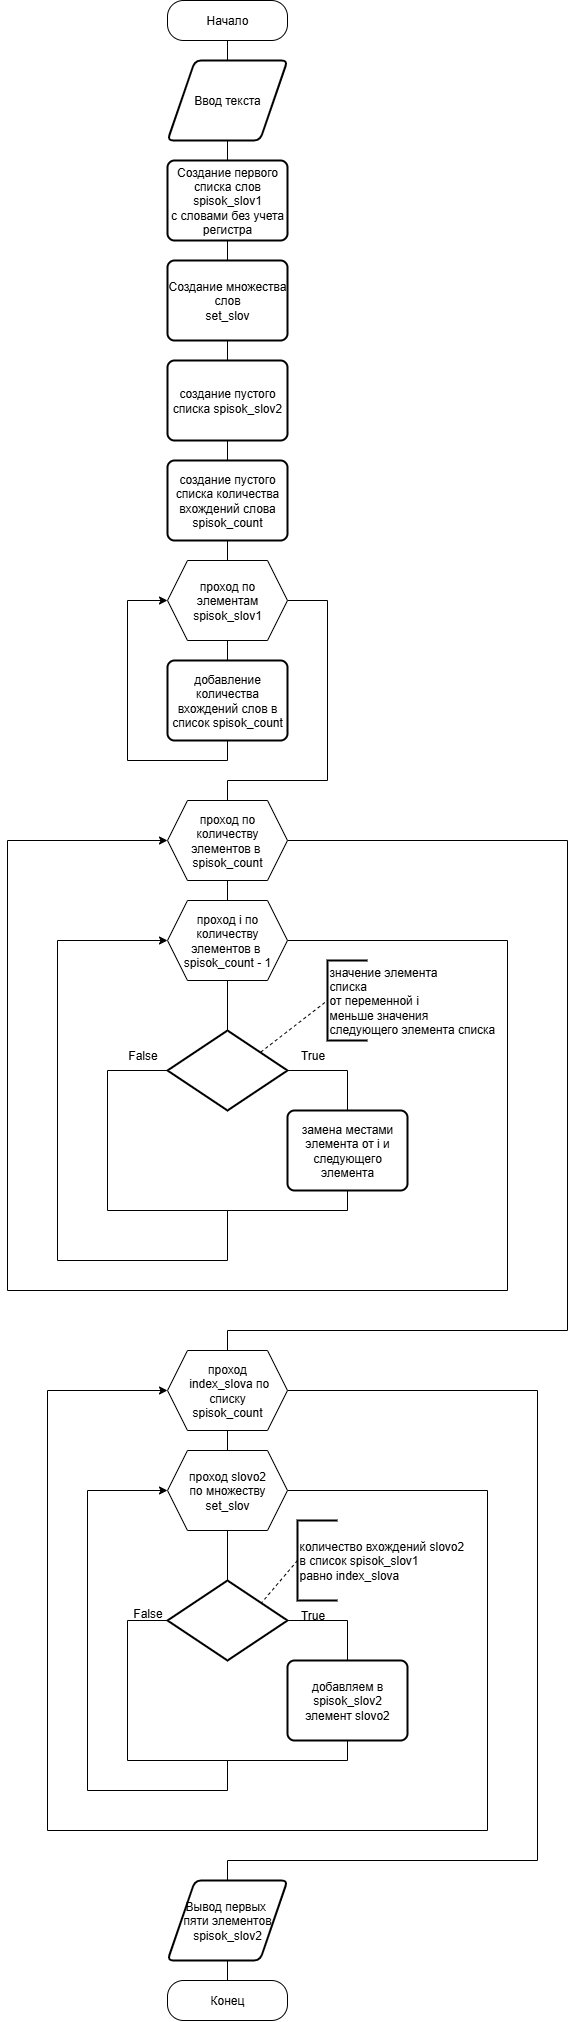 Начало
Ввод текста
Создание первого
списка слов
spisok_slov1
с словами без учета
регистра
Создание множества
слов
set_slov
создание пустого
списка spisok_slov2
создание пустого
списка количества
вхождений слова
spisok_count
проход по
элементам
spisok_slov1
добавление
количества
вхождений слов в
список spisok_count
проход по
количеству
элементов в
spisok_count
проход i по
количеству
элементов в
spisok_count - 1
значение элемента
списка
от переменной i
меньше значения
следующего элемента списка
False
True
замена местами
элемента от i и
следующего
элемента
проход
index_slova по
списку
spisok_count
проход slovo2
по множеству
set_slov
количество вхождений slovo2
в список spisok_slov1
равно index_slova
False
True
добавляем в
spisok_slov2
элемент slovo2
Вывод первых
пяти элементов
spisok_slov2
Конец